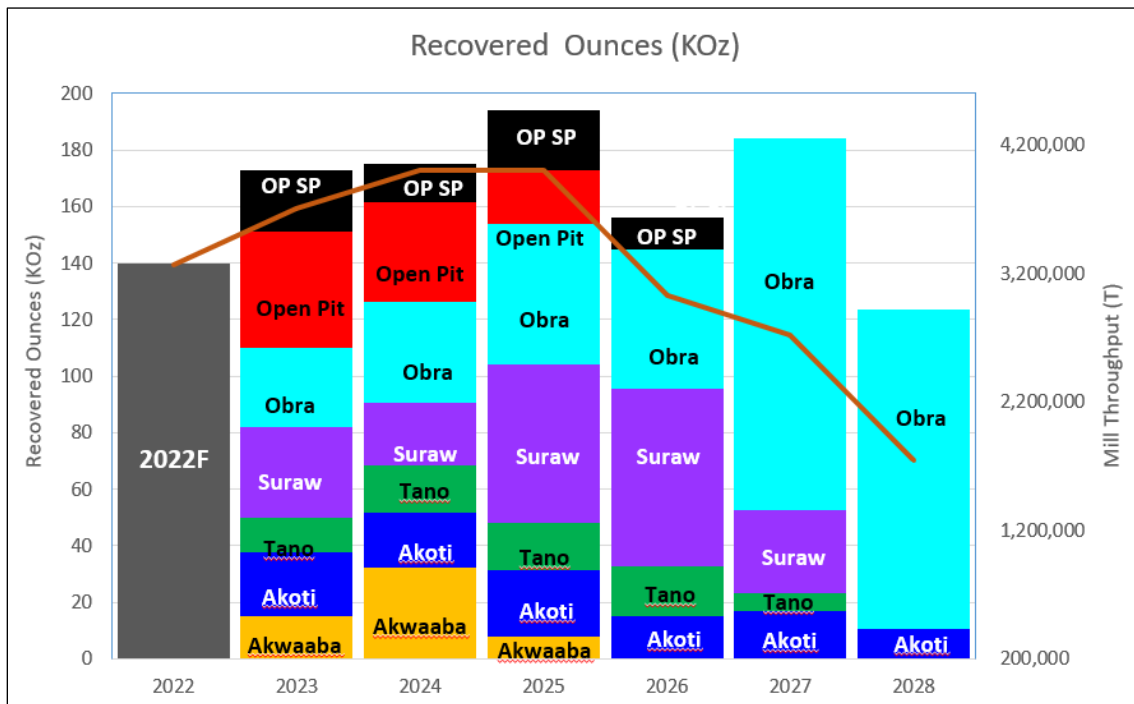 Recovered Ounces (KOz)
200
180
160
140
120
100
80
60
40
20
0
Recovered Ounces (KOz)
4,200,000
3,200,000
2,200,000
1,200,000
200,000
Mill Throughput (T)
2022F
OP SP
Open Pit
Obra
Suraw
Tano
Akoti
Akwaaba
OP SP
Open Pit
Obra
Suraw
Tano
Akoti
Akwaaba
OP SP
Open Pit
Obra
Suraw
Tano
Akoti
Akwaaba
OP SP
Obra
Suraw
Tano
Akoti
Obra
Suraw
Tano
Akoti
Obra
Akoti
2022 2023 2024 2025 2026 2027 2028